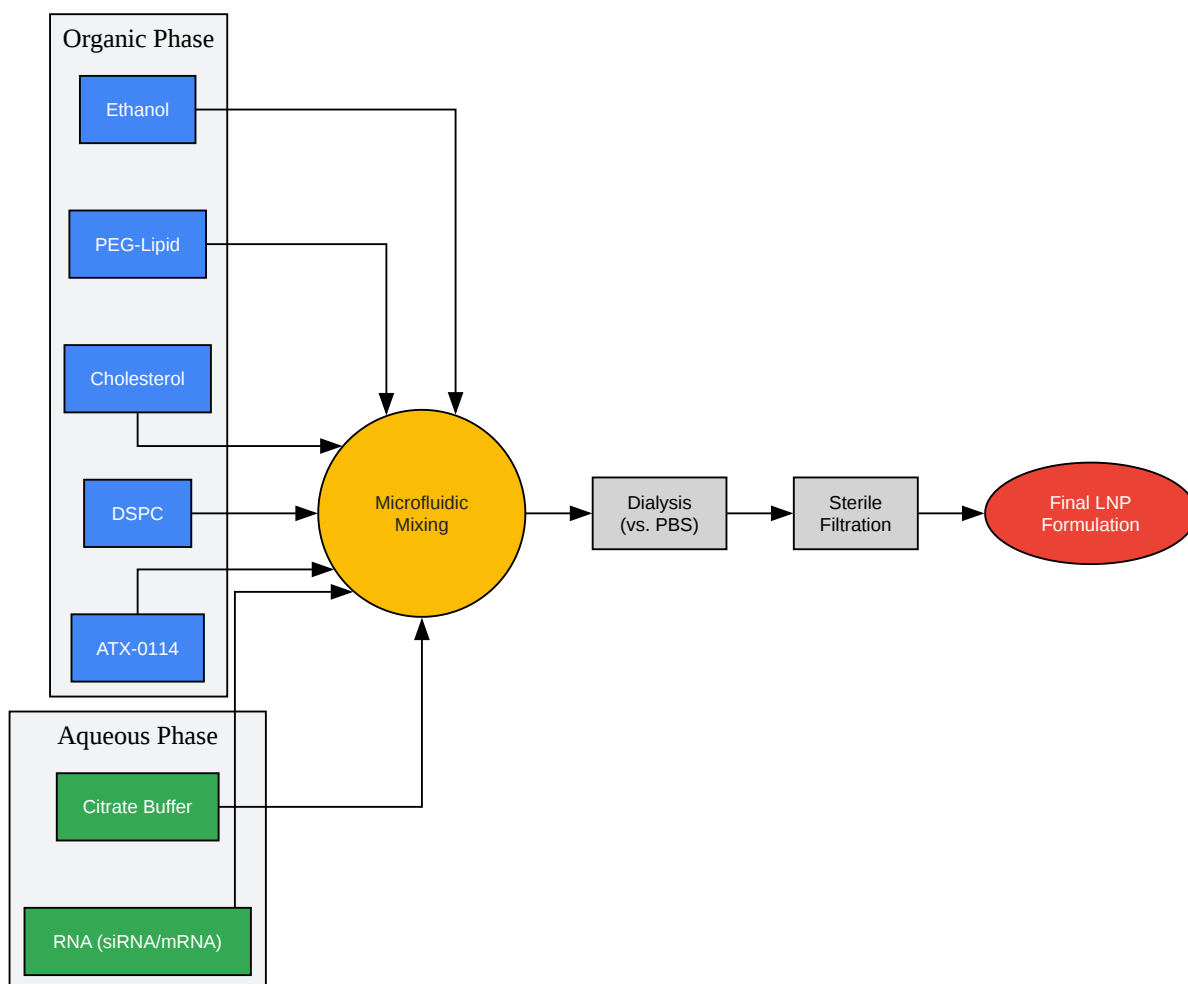 Organic Phase
Ethanol
PEG-Lipid
Cholesterol
DSPC
ATX-0114
Aqueous Phase
Citrate Buffer
RNA (siRNA/mRNA)
Microfluidic
Mixing
Dialysis
(vs. PBS)
Sterile
Filtration
Final LNP
Formulation